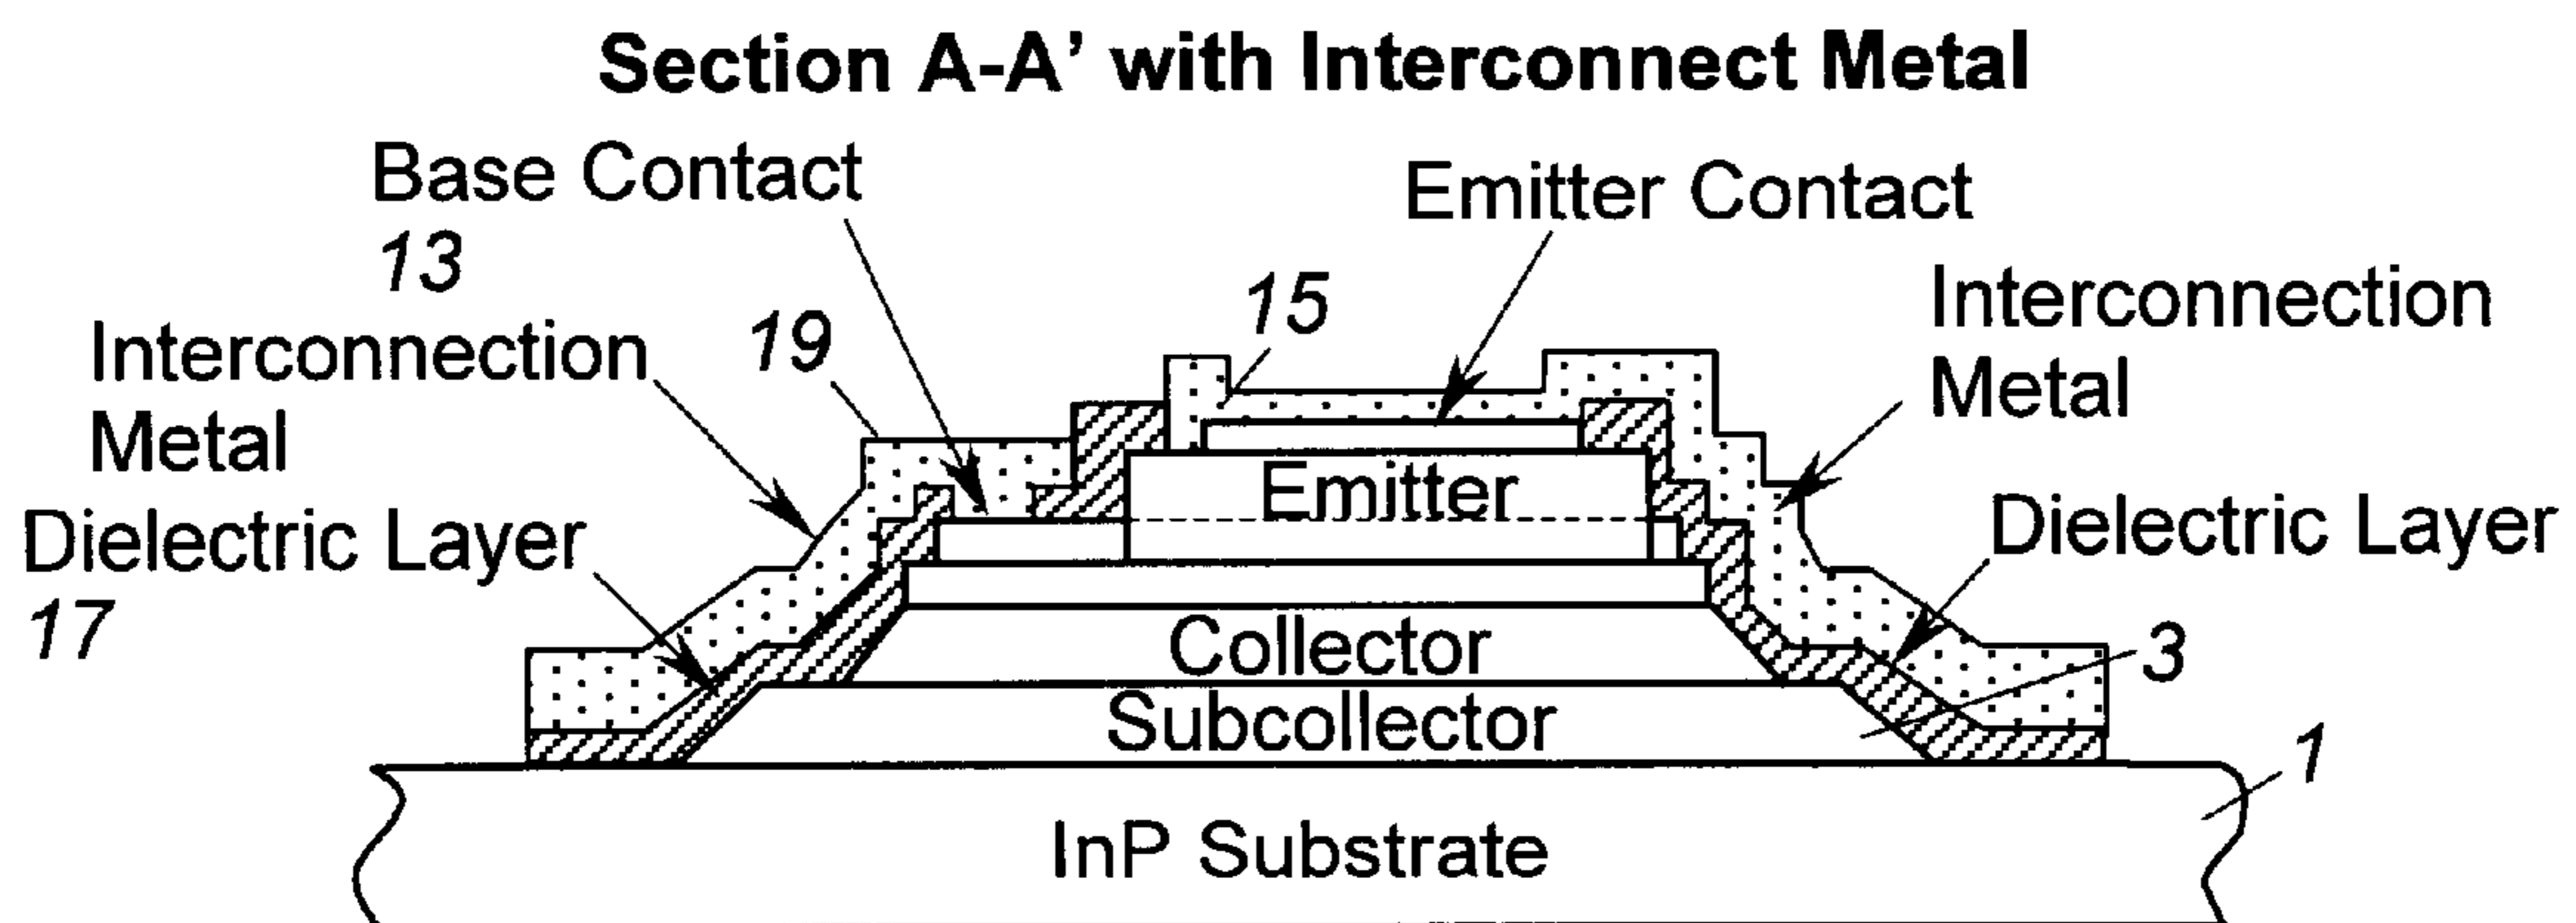 Section A-A' with Interconnect Metal
Base Contact
13
Emitter Contact
15
19
Interconnection
Metal
Interconnection
Metal
Dielectric Layer
17
Emitter
Dielectric Layer
Collector
3
Subcollector
1
InP Substrate